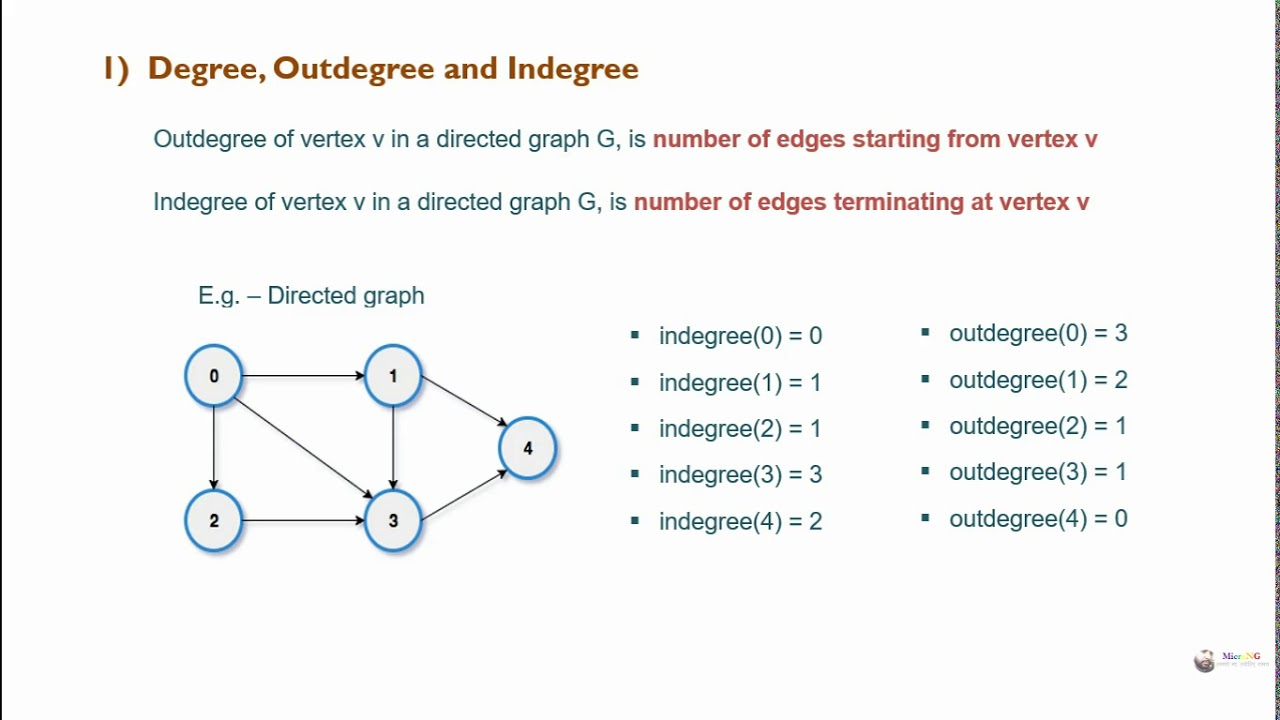 1) Degree, Outdegree and Indegree
Outdegree of vertex v in a directed graph G, is number of edges starting from vertex v
Indegree of vertex v in a directed graph G, is number of edges terminating at vertex v
E.g. – Directed graph
0
1
4
2
3
▪ indegree(0) = 0
▪ indegree(1) = 1
▪ indegree(2) = 1
▪ indegree(3) = 3
▪ indegree(4) = 2
▪ outdegree(0) = 3
▪ outdegree(1) = 2
▪ outdegree(2) = 1
▪ outdegree(3) = 1
▪ outdegree(4) = 0
MicroNG